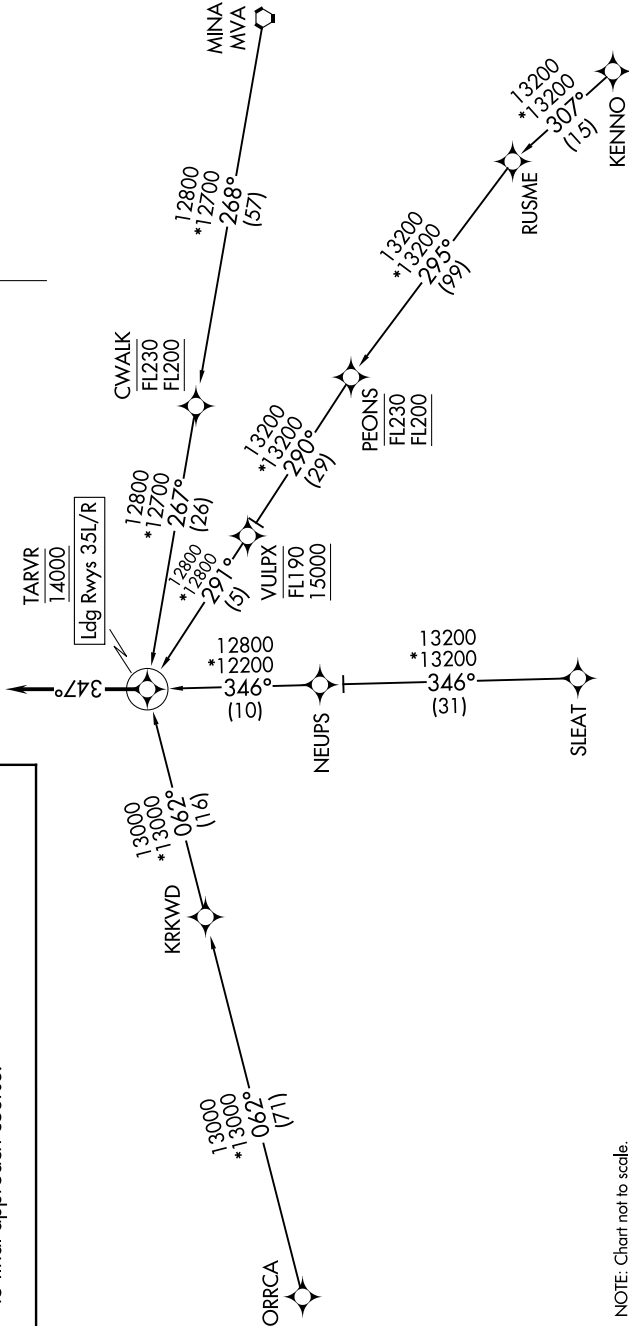 MINA
MVA
12800
*12700
268°
(57)
CWALK
FL230
FL200
12800
*12700
267°
(26)
TARVR
14000
Ldg Rwys 35L/R
347°
13200
*13200
307°
(15)
KENNO
RUSME
13200
*13200
295°
(99)
PEONS
FL230
FL200
13200
*13200
290°
(29)
VULPX
FL190
15000
12800
*12800
291°
(5)
12800
*12200
346°
(10)
NEUPS
13200
*13200
346°
(31)
SLEAT
13000
*13000
062°
(16)
KRKWD
13000
*13000
062°
(71)
ORRCA
NOTE: Chart not to scale.